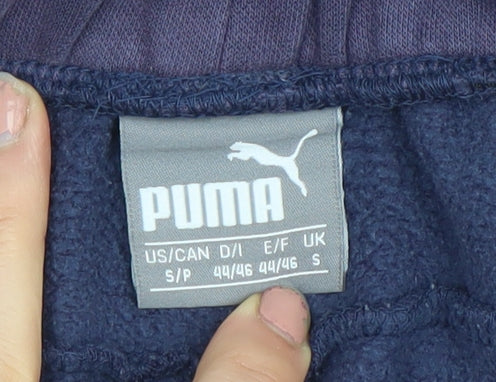 PUMA
US/CAN D/I E/F UK
S/P 44/46 44/46 S